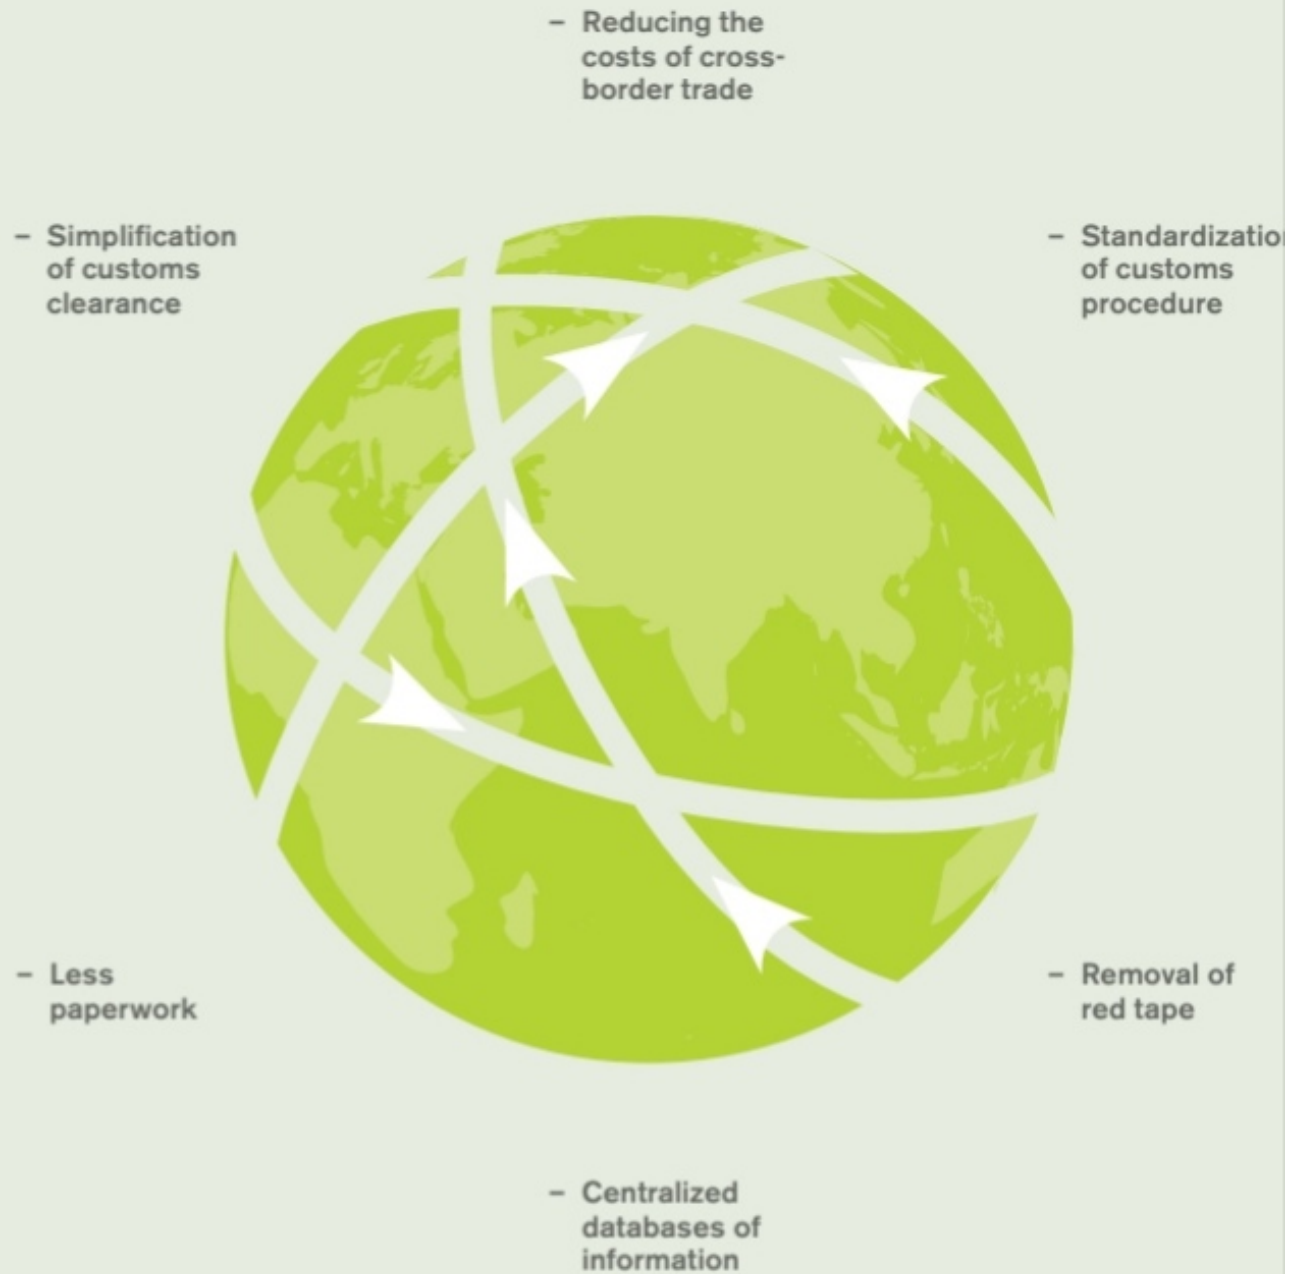 – Reducing the
costs of cross-
border trade
– Simplification
of customs
clearance
– Standardizatio
of customs
procedure
– Less
paperwork
– Removal of
red tape
– Centralized
databases of
information